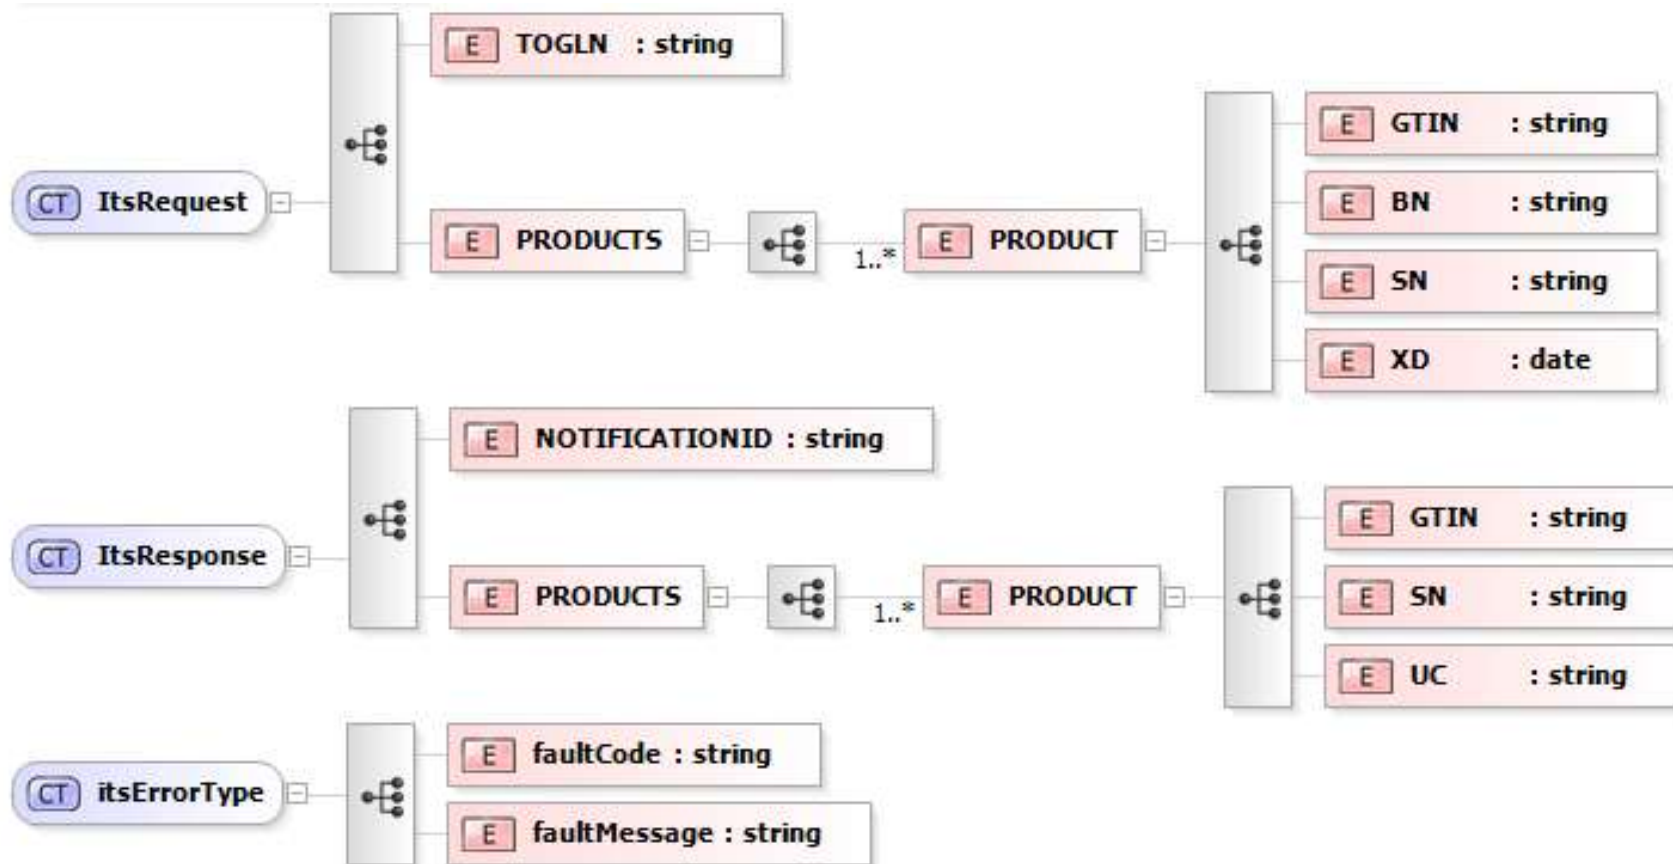 E TOGLN : string
E GTIN : string
CT ItsRequest
E BN : string
E PRODUCTS
1..*
E PRODUCT
E SN : string
E XD : date
E NOTIFICATIONID : string
E GTIN : string
CT ItsResponse
E PRODUCTS
1..*
E PRODUCT
E SN : string
E UC : string
E faultCode : string
CT itsErrorType
E faultMessage : string